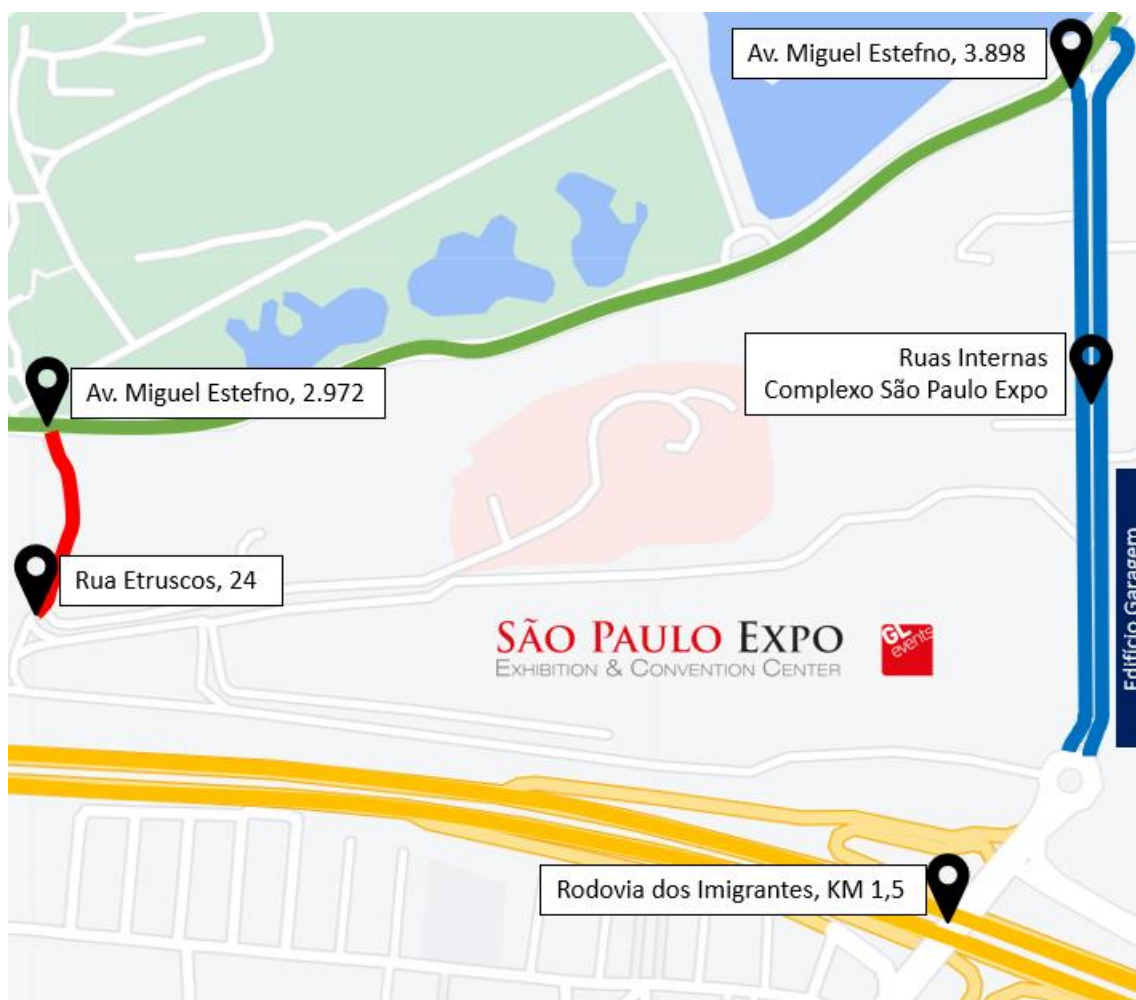 Av. Miguel Estefno, 3.898
Ruas Internas
Complexo São Paulo Expo
Av. Miguel Estefno, 2.972
Edifício Garagem
Rua Etruscos, 24
SÃO PAULO EXPO
EXHIBITION & CONVENTION CENTER
GL
events
Rodovia dos Imigrantes, KM 1,5